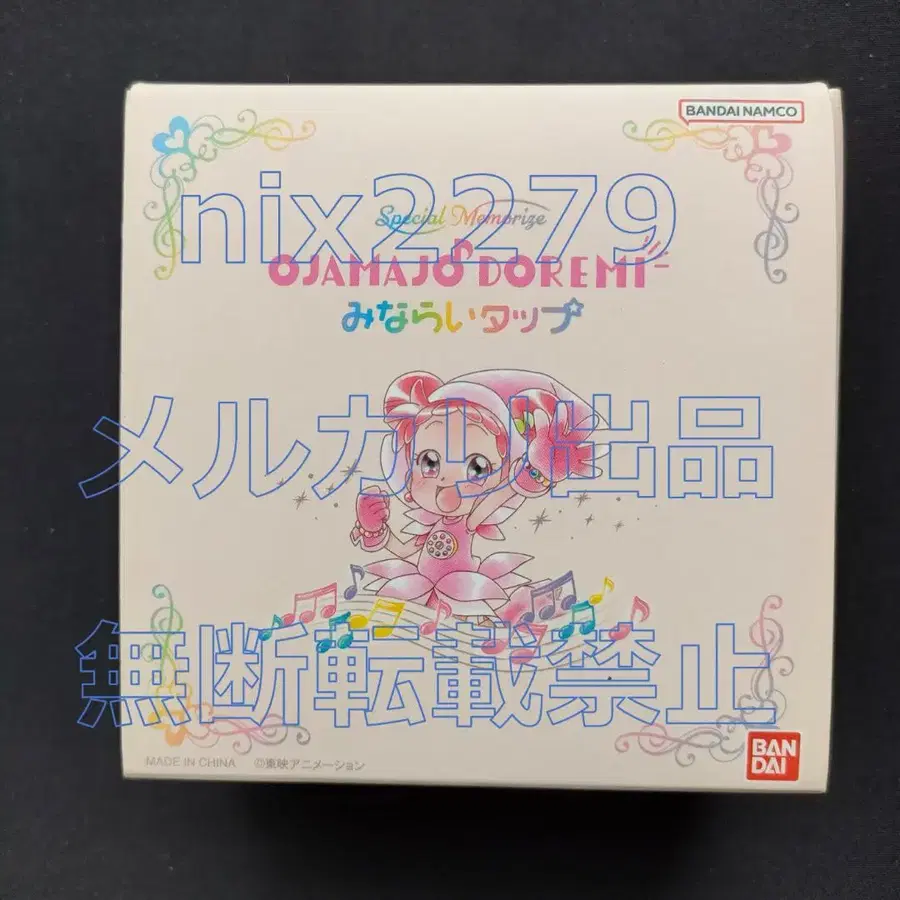 BANDAI NAMCO
nix2279
Special Memorize
OJAMAJO DOREMI
みならいタップ
メルカリ出品
無断転載禁止
MADE IN CHINA ©東映アニメーション
BAN
DAI